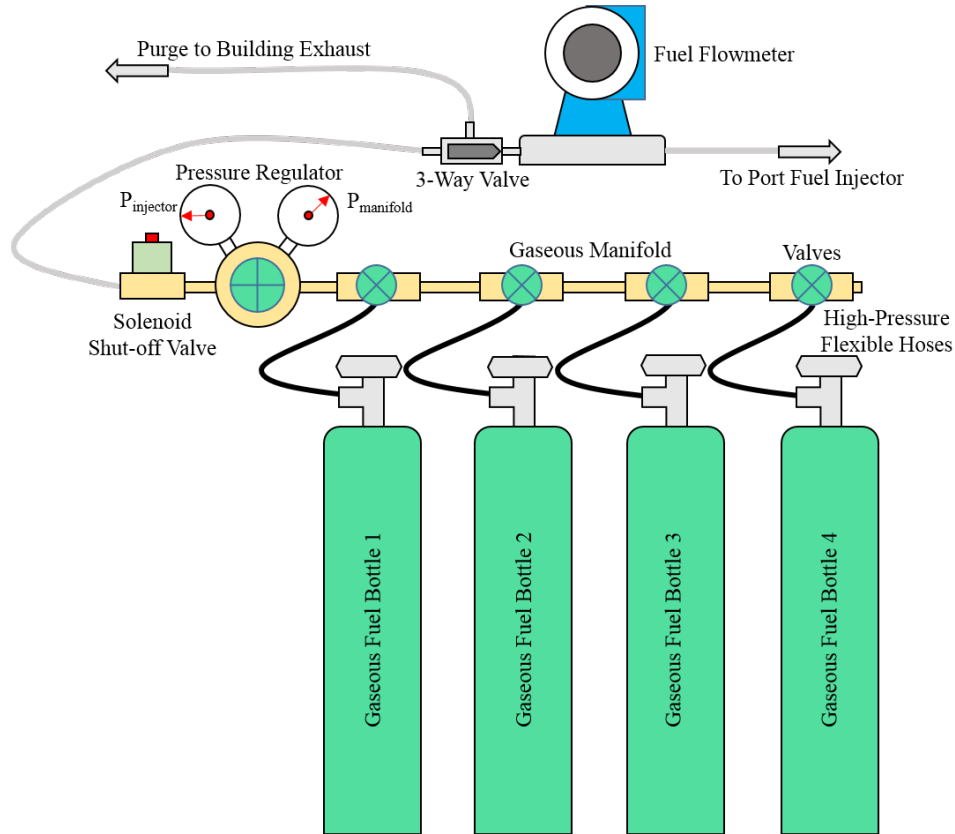 Purge to Building Exhaust
Fuel Flowmeter
3-Way Valve
To Port Fuel Injector
Pressure Regulator
Pinjector
Pmanifold
Gaseous Manifold
Valves
Solenoid
Shut-off Valve
High-Pressure
Flexible Hoses
Gaseous Fuel Bottle 1
Gaseous Fuel Bottle 2
Gaseous Fuel Bottle 3
Gaseous Fuel Bottle 4